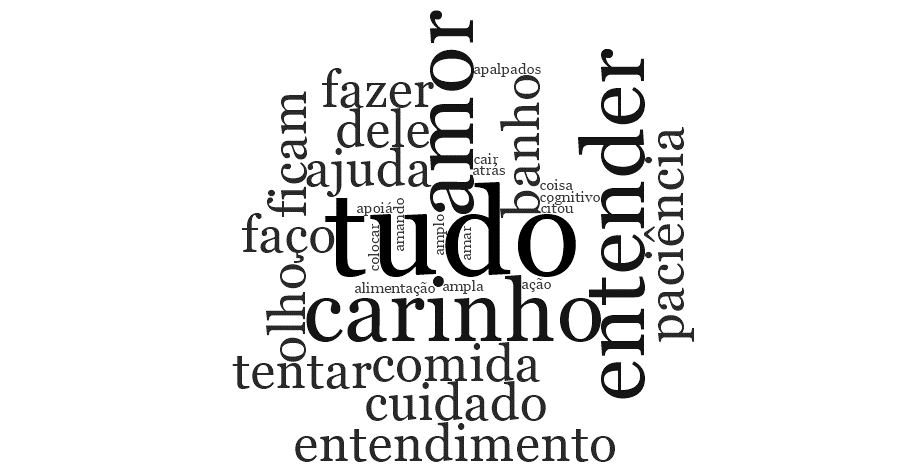 amor
apalpados
fazer
banho
entender
dele
ficam
ajuda
cair
atrás
paciência
coisa
cognitivo
citou
tudo
apoiá
amando
amplo
amar
colocar
faço
olho
alimentação
ampla
ação
carinho
tentar
comida
cuidado
entendimento